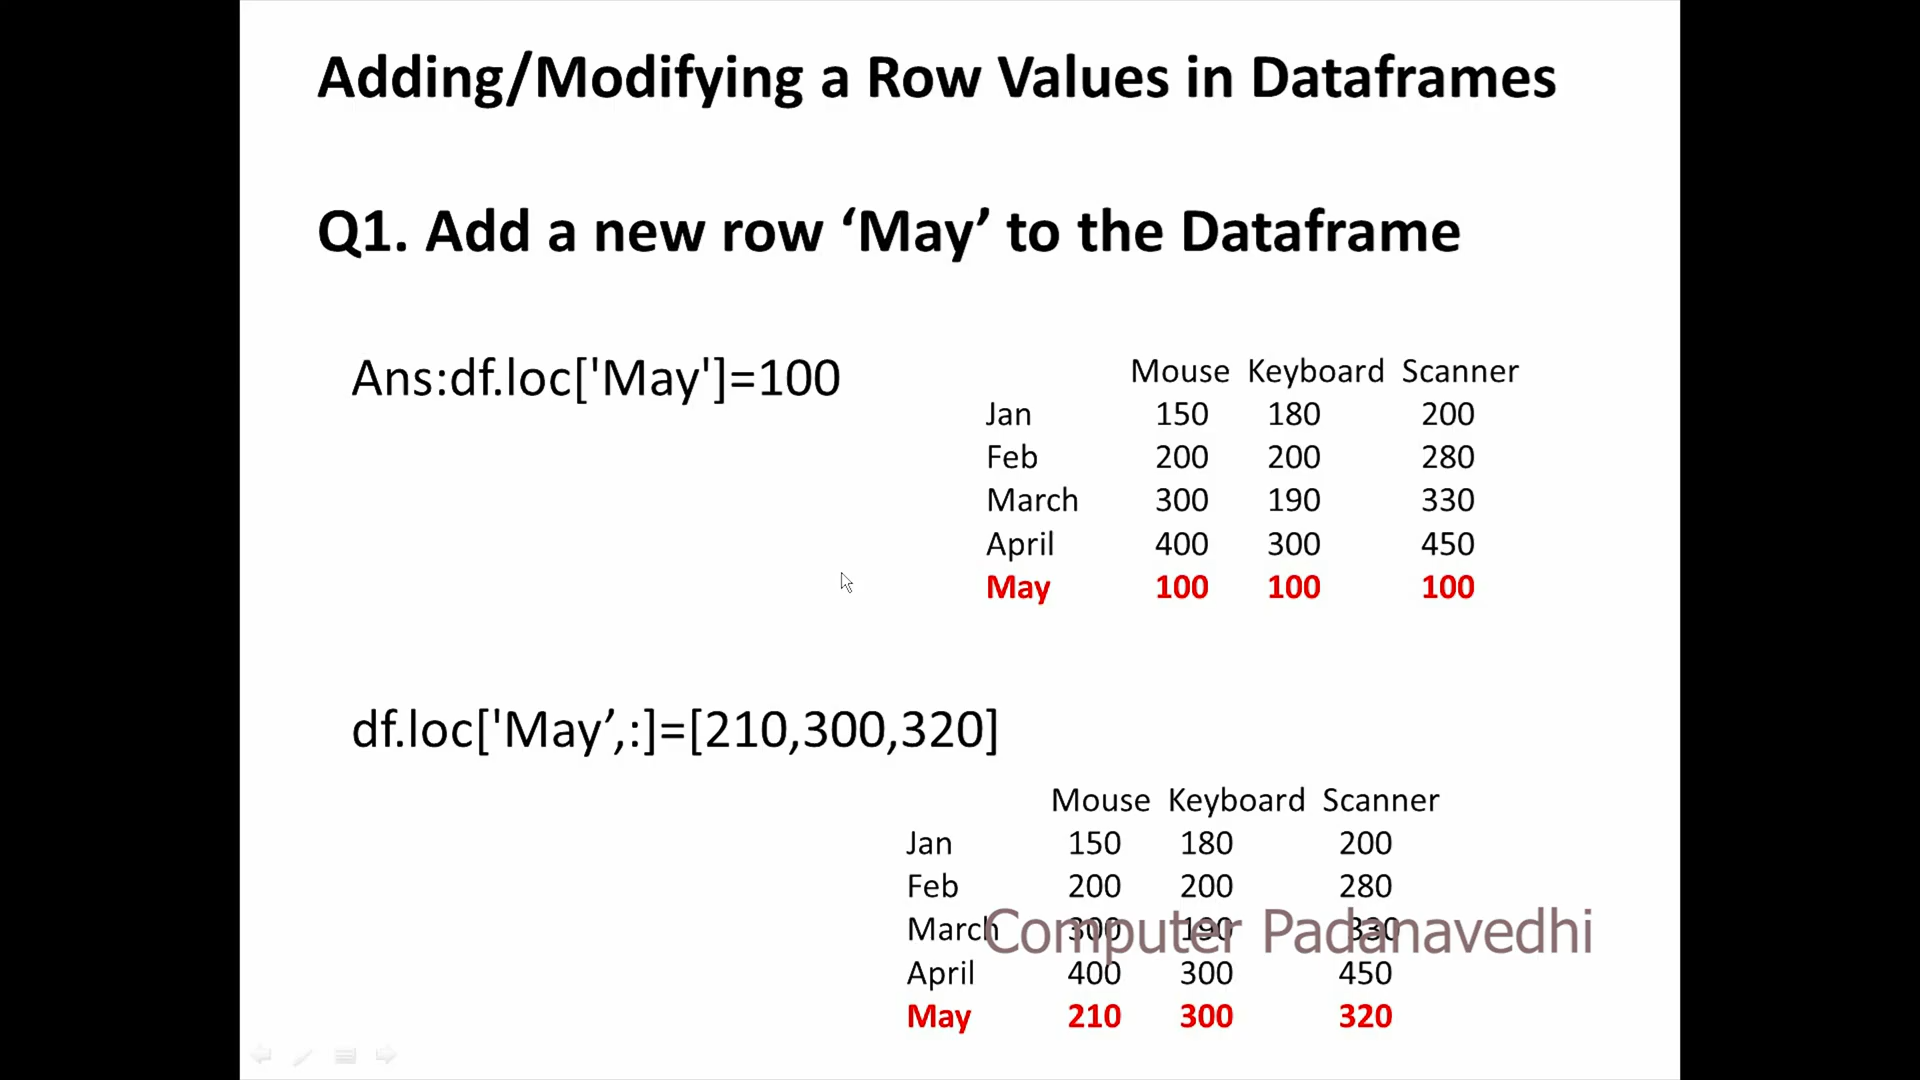 Adding/Modifying a Row Values in Dataframes
Q1. Add a new row ‘May’ to the Dataframe
Ans:df.loc['May']=100
Mouse Keyboard Scanner
Jan 150 180 200
Feb 200 200 280
March 300 190 330
April 400 300 450
May 100 100 100
df.loc['May’,:]=[210,300,320]
Mouse Keyboard Scanner
Jan 150 180 200
Feb 200 200 280
March 300 190 330
Computer Padanavedhi
April 400 300 450
May 210 300 320